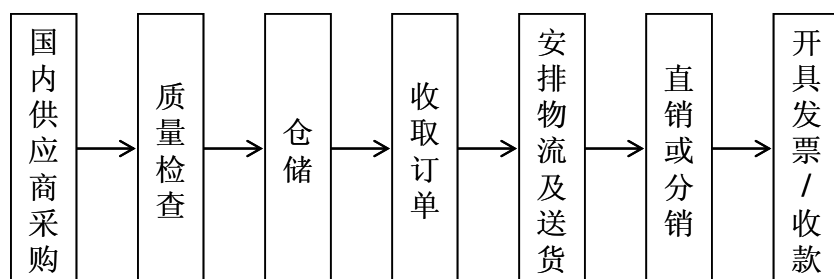 国内供应商采购
质量检查
仓储
收取订单
安排物流及送货
直销或分销
开具发票/收款